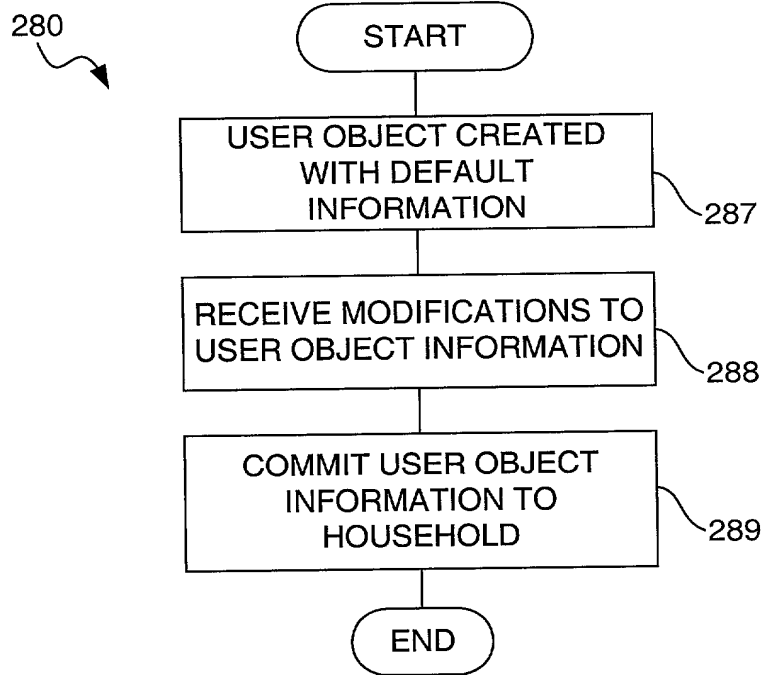 280
START
USER OBJECT CREATED
WITH DEFAULT
INFORMATION
287
RECEIVE MODIFICATIONS TO
USER OBJECT INFORMATION
288
COMMIT USER OBJECT
INFORMATION TO
HOUSEHOLD
289
END